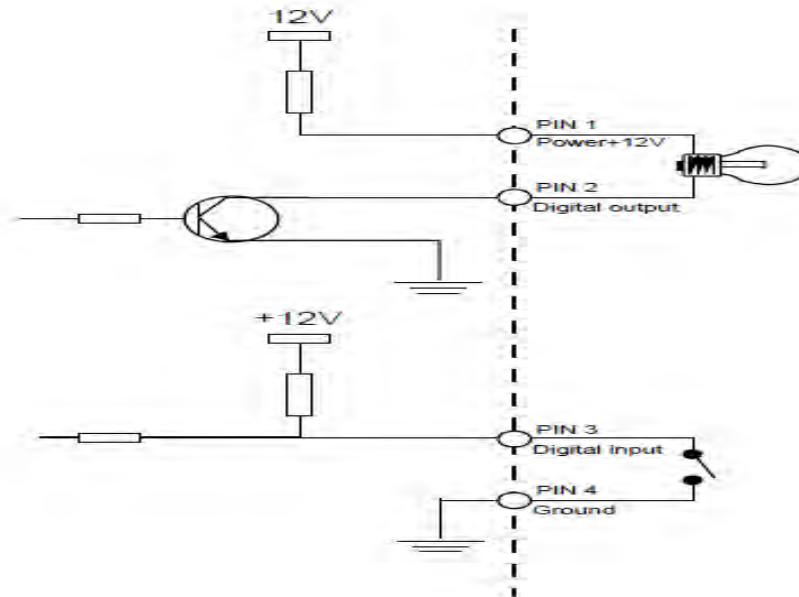 12V
PIN 1
Power+12V
PIN 2
Digital output
+12V
PIN 3
Digital input
PIN 4
Ground